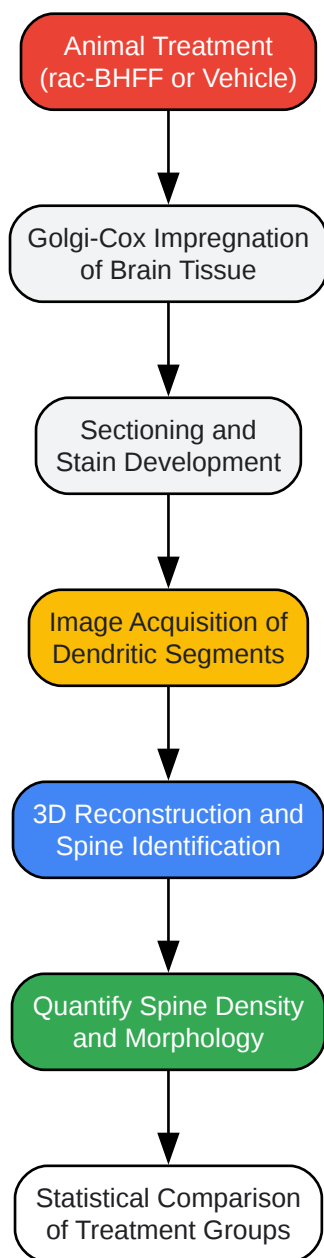 Animal Treatment
(rac-BHFF or Vehicle)
Golgi-Cox Impregnation
of Brain Tissue
Sectioning and
Stain Development
Image Acquisition of
Dendritic Segments
3D Reconstruction and
Spine Identification
Quantify Spine Density
and Morphology
Statistical Comparison
of Treatment Groups